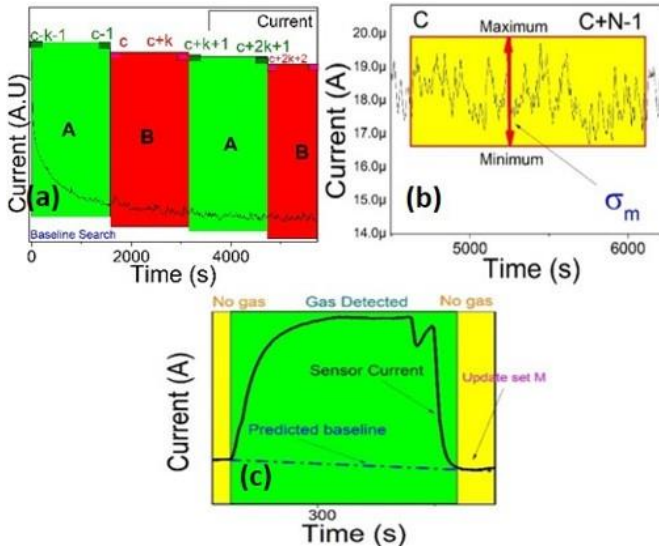 Current
c-k-1 c-1 c c+k c+k+1 c+2k+1
c+2k+2
Current (A.U)
A B A B
(a)
Baseline Search
0 2000 4000
Time (s)
20.0µ
19.0µ
18.0µ
17.0µ
16.0µ
15.0µ
14.0µ
Current (A)
C Maximum C+N-1
Minimum
σm
(b)
5000 6000
Time (s)
No gas Gas Detected No gas
Current (A)
Sensor Current
Update set M
Predicted baseline
(c)
300
Time (s)